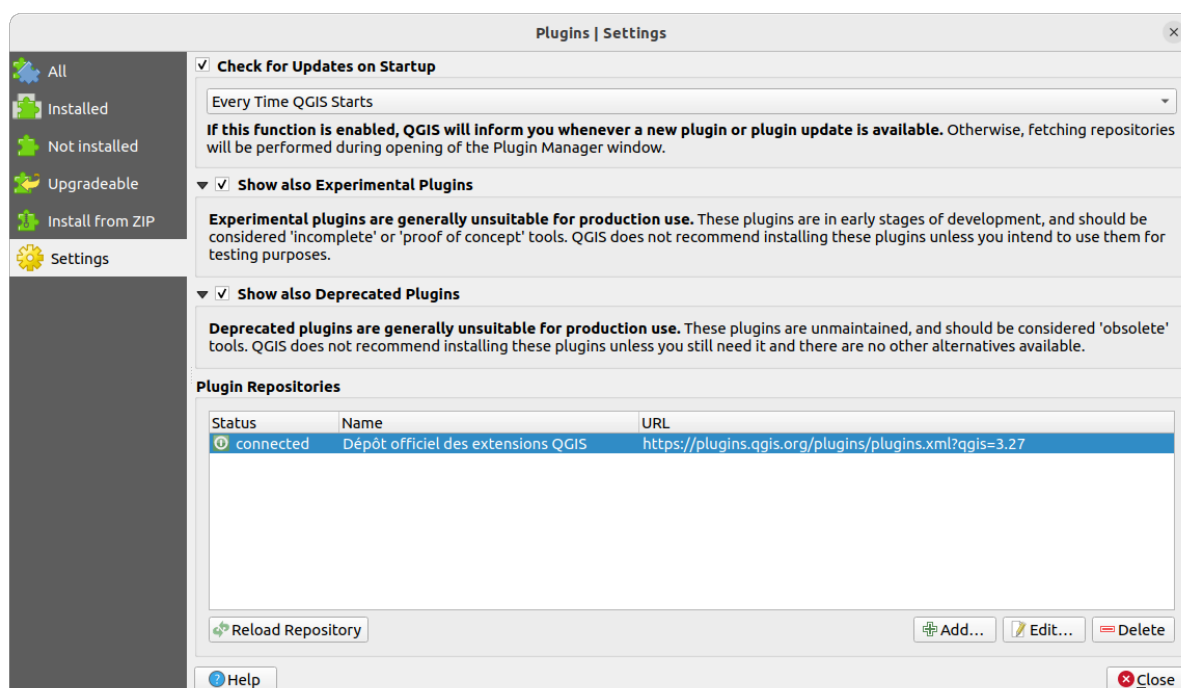 Plugins | Settings
All
Installed
Not installed
Upgradeable
Install from ZIP
Settings
Check for Updates on Startup
Every Time QGIS Starts
If this function is enabled, QGIS will inform you whenever a new plugin or plugin update is available. Otherwise, fetching repositories
will be performed during opening of the Plugin Manager window.
Show also Experimental Plugins
Experimental plugins are generally unsuitable for production use. These plugins are in early stages of development, and should be
considered 'incomplete' or 'proof of concept' tools. QGIS does not recommend installing these plugins unless you intend to use them for
testing purposes.
Show also Deprecated Plugins
Deprecated plugins are generally unsuitable for production use. These plugins are unmaintained, and should be considered 'obsolete'
tools. QGIS does not recommend installing these plugins unless you still need it and there are no other alternatives available.
Plugin Repositories
Status Name URL
connected Dépôt officiel des extensions QGIS https://plugins.qgis.org/plugins/plugins.xml?qgis=3.27
Reload Repository Add... Edit... Delete
Help Close